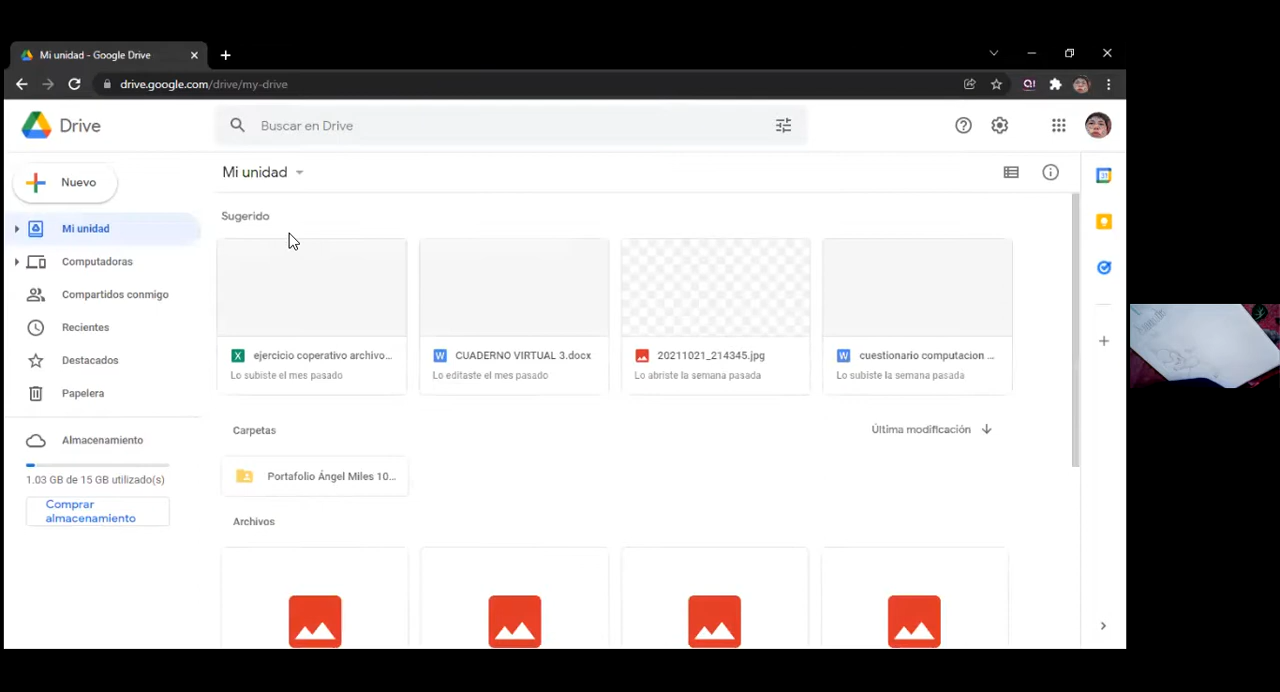 Mi unidad - Google Drive
drive.google.com/drive/my-drive
Drive
Buscar en Drive
Nuevo
Mi unidad
Computadoras
Compartidos conmigo
Recientes
Destacados
Papelera
Almacenamiento
1.03 GB de 15 GB utilizado(s)
Comprar
almacenamiento
Mi unidad
Sugerido
ejercicio coperativo archivo...
Lo subiste el mes pasado
CUADERNO VIRTUAL 3.docx
Lo editaste el mes pasado
20211021_214345.jpg
Lo abriste la semana pasada
cuestionario computacion ...
Lo subiste la semana pasada
Carpetas
Última modificación
Portafolio Ángel Miles 10...
Archivos